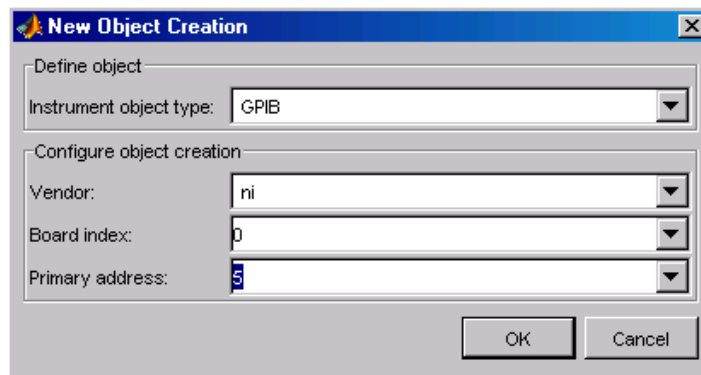 New Object Creation
Define object
Instrument object type: GPIB
Configure object creation
Vendor: ni
Board index: 0
Primary address: 5
OK Cancel